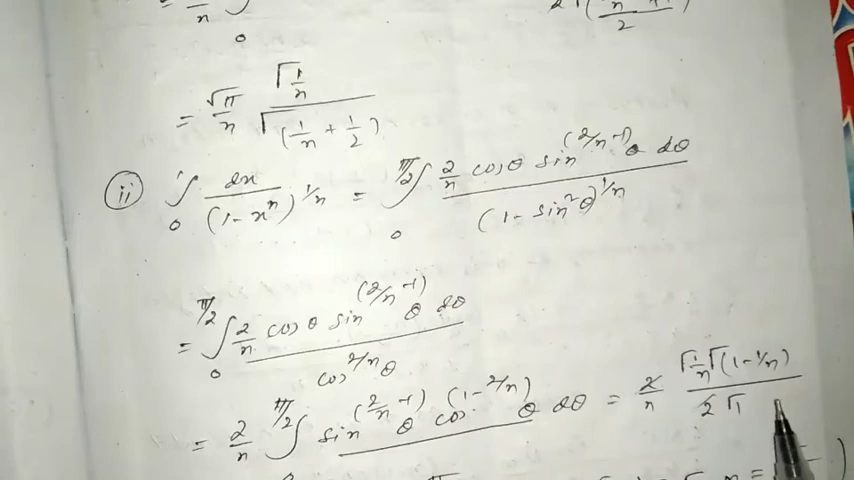 = √π/n Γ(1/n) / Γ(1/n + 1/2)
(ii) ∫₀¹ dx / (1 - xⁿ)^(1/n) = ∫₀^(π/2) (2/n) cosθ sin^(2/n -1) θ dθ / (1 - sin²θ)^(1/n)
= ∫₀^(π/2) (2/n) cosθ sin^(2/n -1) θ dθ / cos^(2/n) θ
= 2/n ∫^(π/2) sin^(2/n -1) θ cos^(1-2/n) θ dθ = 2/n Γ(1/n) Γ(1-1/n) / 2 Γ1